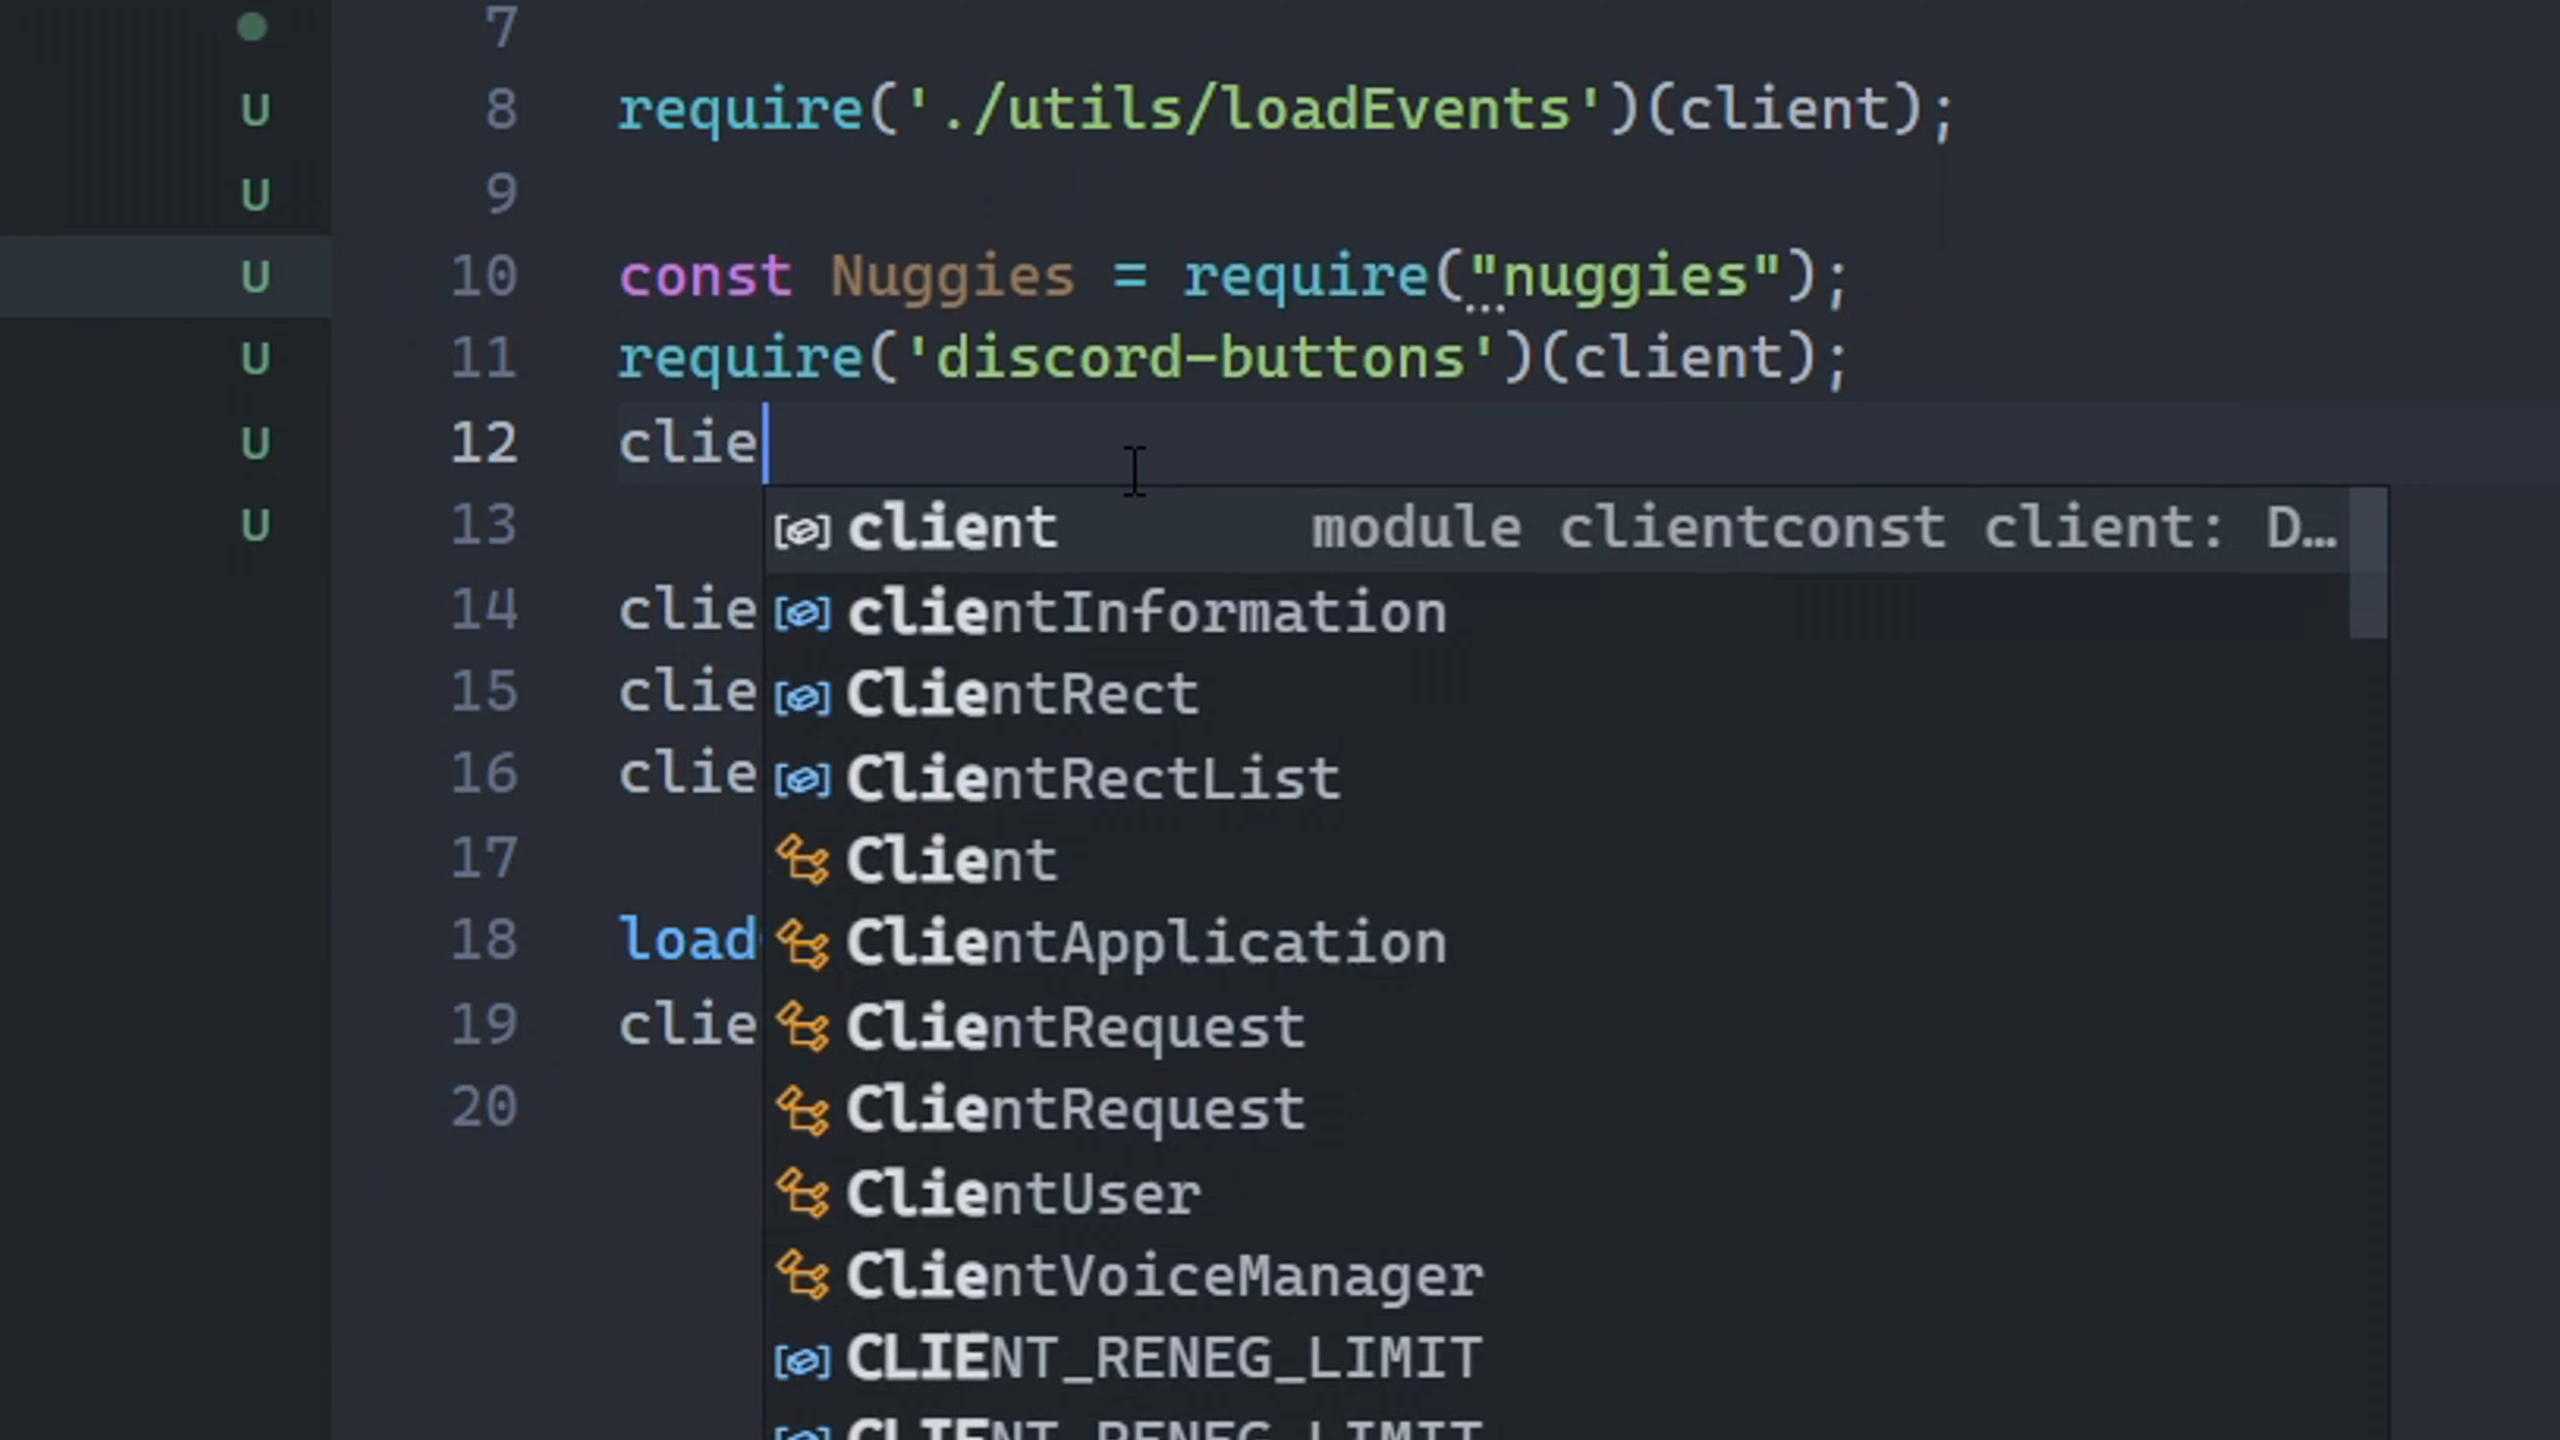 7
U 8 require('./utils/loadEvents')(client);
U 9
U 10 const Nuggies = require("nuggies");
U 11 require('discord-buttons')(client);
U 12 clie
U 13 client module clientconst client: D…
14 clie clientInformation
15 clie ClientRect
16 clie ClientRectList
17 Client
18 load ClientApplication
19 clie ClientRequest
20 ClientRequest
ClientUser
ClientVoiceManager
CLIENT_RENEG_LIMIT
CLIENT_RENEG_LIMIT